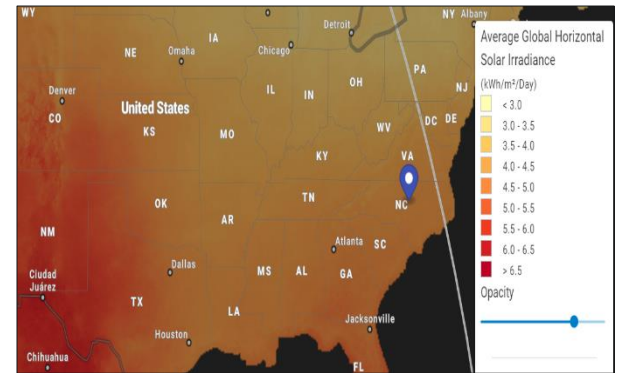 WY
NY Albany
Detroit
IA
NE Omaha
Chicago
PA
OH
NJ
Denver
IL
IN
CO
United States
DC DE
WV
KS
MO
KY
VA
TN
NC
OK
AR
NM
Atlanta SC
Dallas
MS AL GA
Ciudad
Juárez
TX
LA
Jacksonville
Houston
Chihuahua
FL
Average Global Horizontal
Solar Irradiance
(kWh/m²/Day)
< 3.0
3.0 - 3.5
3.5 - 4.0
4.0 - 4.5
4.5 - 5.0
5.0 - 5.5
5.5 - 6.0
6.0 - 6.5
> 6.5
Opacity